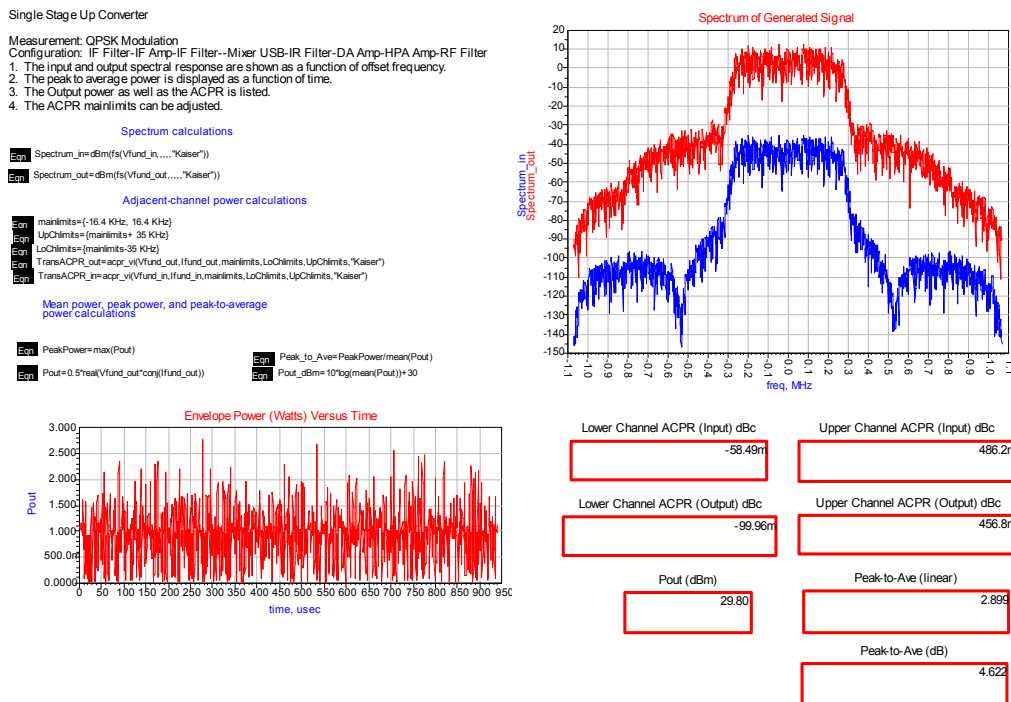 Single Stage Up Converter
Measurement: QPSK Modulation
Configuration: IF Filter-IF Amp-IF Filter--Mixer USB-IR Filter-DA Amp-HPA Amp-RF Filter
1. The input and output spectral response are shown as a function of offset frequency.
2. The peak to average power is displayed as a function of time.
3. The Output power as well as the ACPR is listed.
4. The ACPR mainlimits can be adjusted.
Spectrum calculations
Eqn Spectrum_in=dBm(fs(Vfund_in,,,,,"Kaiser"))
Eqn Spectrum_out=dBm(fs(Vfund_out,,,,,"Kaiser"))
Adjacent-channel power calculations
Eqn mainlimits={-16.4 KHz, 16.4 KHz}
Eqn UpChlimits={mainlimits+ 35 KHz}
Eqn LoChlimits={mainlimits-35 KHz}
Eqn TransACPR_out=acpr_vi(Vfund_out,Ifund_out,mainlimits,LoChlimits,UpChlimits,"Kaiser")
Eqn TransACPR_in=acpr_vi(Vfund_in,Ifund_in,mainlimits,LoChlimits,UpChlimits,"Kaiser")
Mean power, peak power, and peak-to-average
power calculations
Eqn PeakPower=max(Pout)
Eqn Peak_to_Ave=PeakPower/mean(Pout)
Eqn Pout=0.5*real(Vfund_out*conj(Ifund_out))
Eqn Pout_dBm=10*log(mean(Pout))+30
Spectrum of Generated Signal
20
10
0
-10
-20
-30
-40
-50
-60
-70
-80
-90
-100
-110
-120
-130
-140
-150
Spectrum_in
Spectrum_out
-1.1 -1.0 -0.9 -0.8 -0.7 -0.6 -0.5 -0.4 -0.3 -0.2 -0.1 0.0 0.1 0.2 0.3 0.4 0.5 0.6 0.7 0.8 0.9 1.0 1.
freq, MHz
Envelope Power (Watts) Versus Time
3.000
2.500
2.000
1.500
1.000
500.0m
0.0000
Pout
0 50 100 150 200 250 300 350 400 450 500 550 600 650 700 750 800 850 900 950
time, usec
Lower Channel ACPR (Input) dBc
-58.49m
Upper Channel ACPR (Input) dBc
486.2m
Lower Channel ACPR (Output) dBc
-99.96m
Upper Channel ACPR (Output) dBc
456.8m
Pout (dBm)
29.80
Peak-to-Ave (linear)
2.899
Peak-to-Ave (dB)
4.622